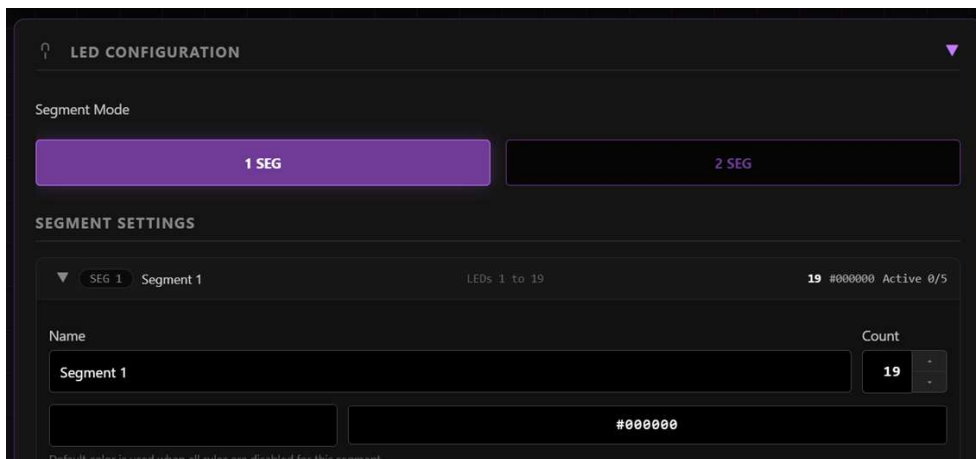 LED CONFIGURATION
Segment Mode
1 SEG
2 SEG
SEGMENT SETTINGS
SEG 1 Segment 1 LEDs 1 to 19 19 #000000 Active 0/5
Name Count
Segment 1 19
#000000
Default color is used when all rules are disabled for this segment